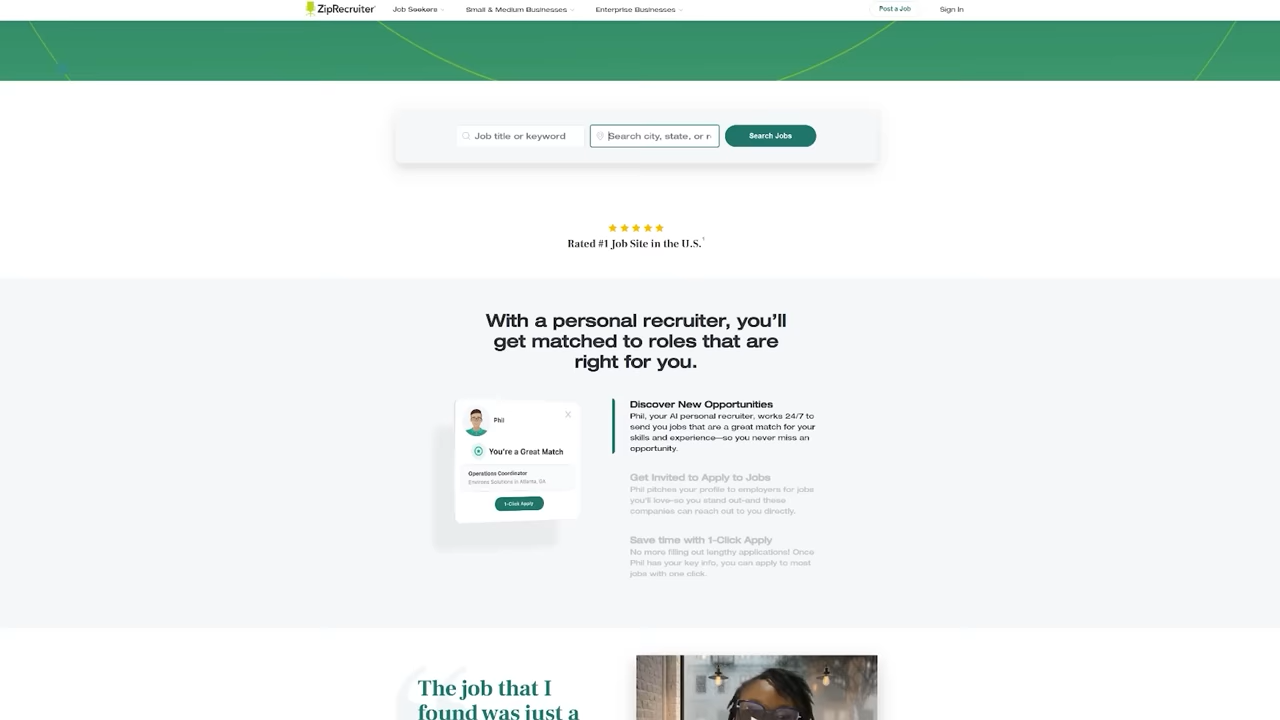 ZipRecruiter Job Seekers Small & Medium Businesses Enterprise Businesses Post a Job Sign In
Job title or keyword Search city, state, or Search Jobs
Rated #1 Job Site in the U.S.¹
With a personal recruiter, you'll
get matched to roles that are
right for you.
Phil X
You're a Great Match
Operations Coordinator
Enernex Solutions in Atlanta, GA
1-Click Apply
Discover New Opportunities
Phil, your AI personal recruiter, works 24/7 to
send you jobs that are a great match for your
skills and experience—so you never miss an
opportunity.
Get Invited to Apply to Jobs
Phil pitches your profile to employers for jobs
you'll love–so you stand out–and these
companies can reach out to you directly.
Save time with 1-Click Apply
No more filling out lengthy applications! Once
Phil has your key info, you can apply to most
jobs with one click.
The job that I
found was just a